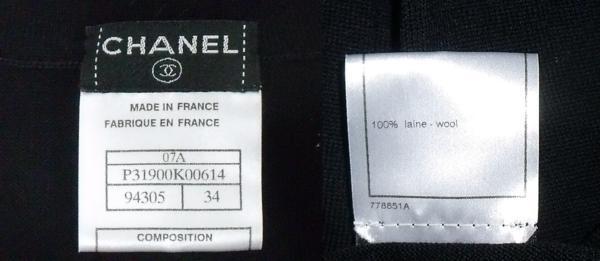 CHANEL
MADE IN FRANCE
FABRIQUE EN FRANCE
07A
P31900K00614
94305 34
COMPOSITION
100% laine - wool
778851A